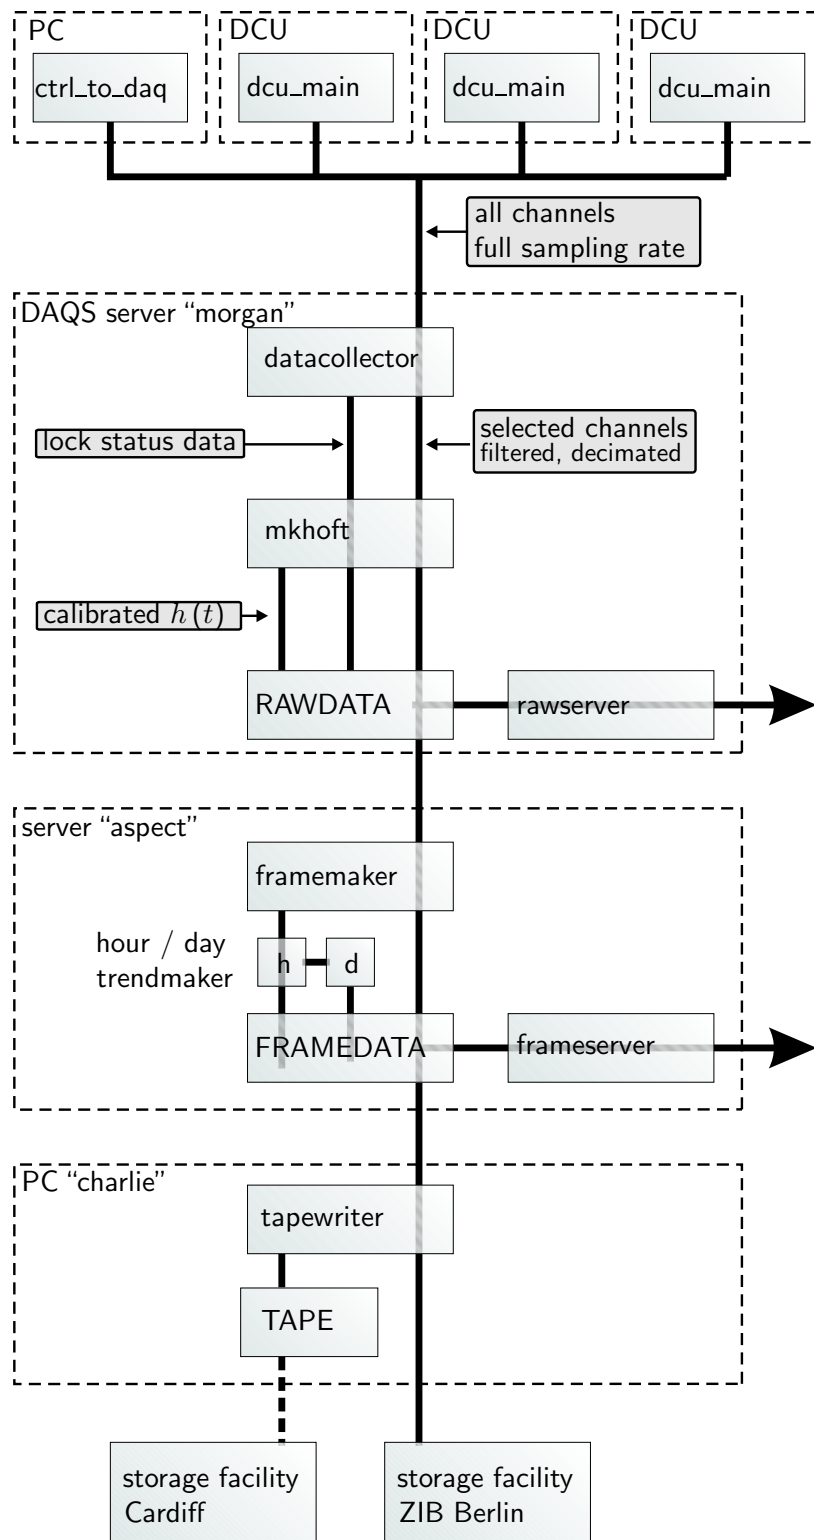 PC
DCU
DCU
DCU
ctrl_to_daq
dcu_main
dcu_main
dcu_main
all channels
full sampling rate
DAQS server “morgan”
datacollector
lock status data
selected channels
filtered, decimated
mkhoft
calibrated h(t)
RAWDATA
rawserver
server “aspect”
framemaker
hour / day
trendmaker
h
d
FRAMEDATA
frameserver
PC “charlie”
tapewriter
TAPE
storage facility
Cardiff
storage facility
ZIB Berlin